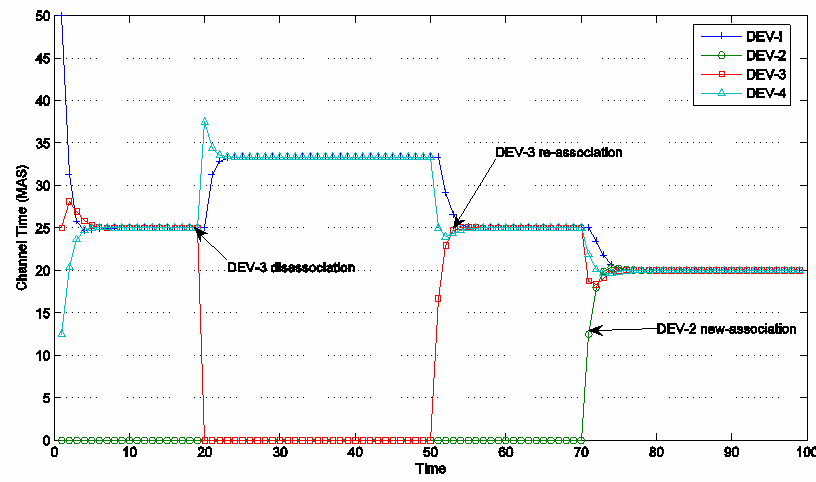 50
45
40
35
30
25
20
15
10
5
0
Channel Time (MAS)
DEV-1
DEV-2
DEV-3
DEV-4
DEV-3 re-association
DEV-3 disassociation
DEV-2 new-association
0 10 20 30 40 50 60 70 80 90 100
Time